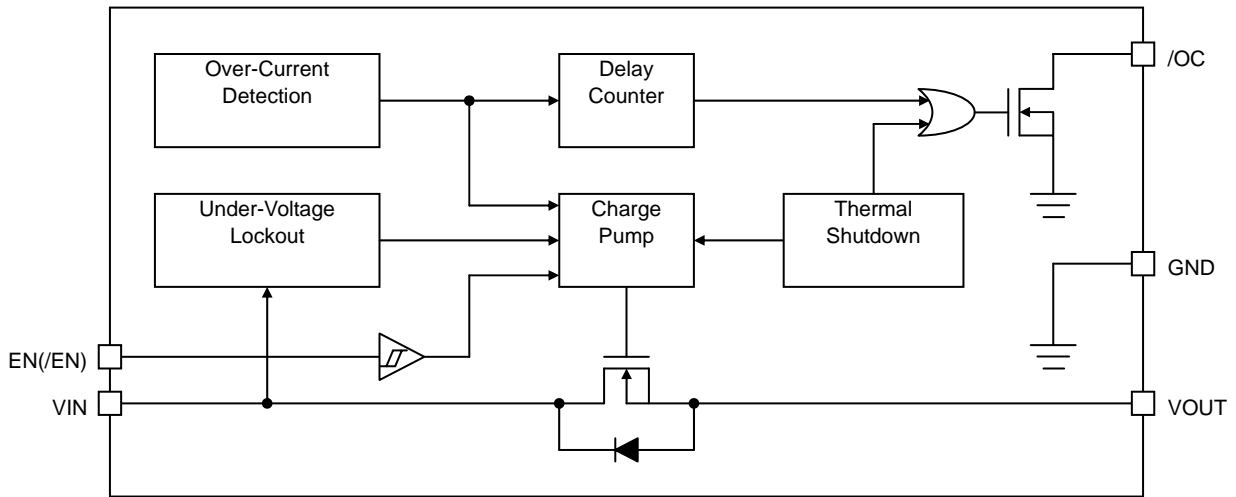 Over-Current
Detection
Delay
Counter
/OC
Under-Voltage
Lockout
Charge
Pump
Thermal
Shutdown
GND
EN(/EN)
VIN
VOUT